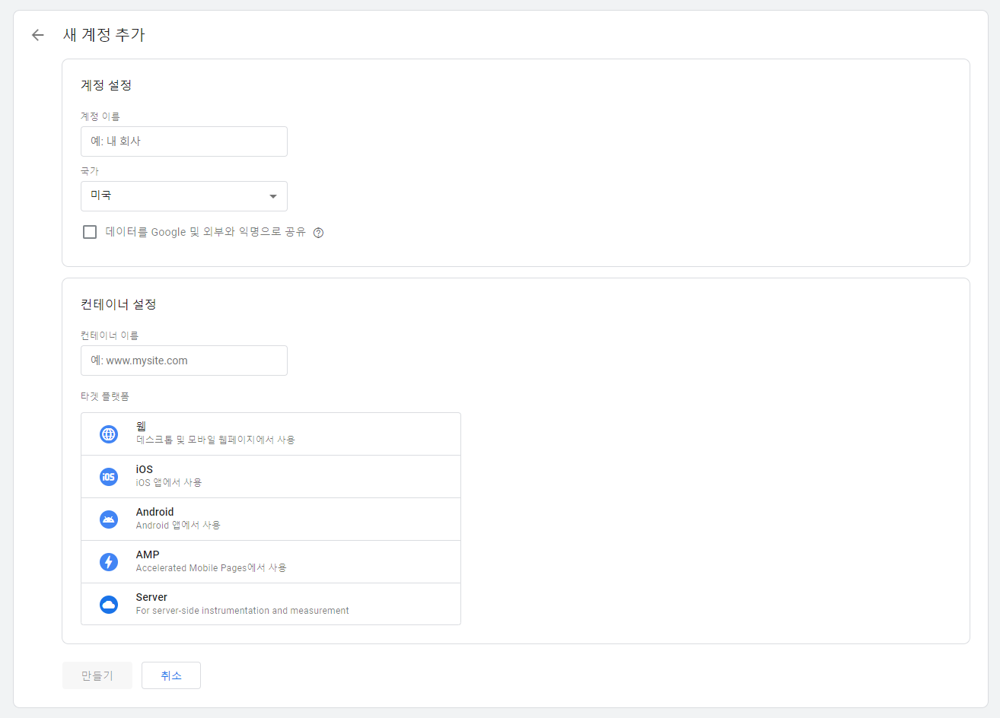 새 계정 추가
계정 설정
계정 이름
예: 내 회사
국가
미국
데이터를 Google 및 외부와 익명으로 공유
컨테이너 설정
컨테이너 이름
예: www.mysite.com
타겟 플랫폼
웹
데스크톱 및 모바일 웹페이지에서 사용
iOS
iOS
iOS 앱에서 사용
Android
Android 앱에서 사용
AMP
Accelerated Mobile Pages에서 사용
Server
For server-side instrumentation and measurement
만들기
취소